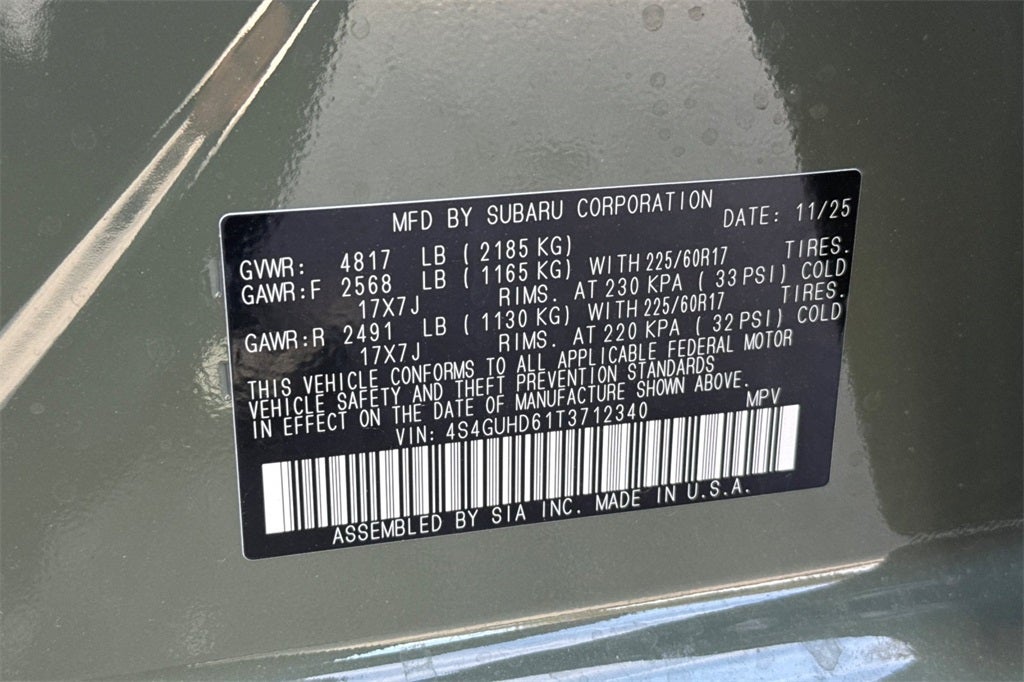 MFD BY SUBARU CORPORATION DATE: 11/25
GVWR: 4817 LB ( 2185 KG)
GAWR:F 2568 LB ( 1165 KG) WITH 225/60R17 TIRES.
17X7J RIMS. AT 230 KPA ( 33 PSI) COLD
GAWR:R 2491 LB ( 1130 KG) WITH 225/60R17 TIRES.
17X7J RIMS. AT 220 KPA ( 32 PSI) COLD
THIS VEHICLE CONFORMS TO ALL APPLICABLE FEDERAL MOTOR
VEHICLE SAFETY AND THEFT PREVENTION STANDARDS
IN EFFECT ON THE DATE OF MANUFACTURE SHOWN ABOVE.
VIN: 4S4GUHD61T3712340 MPV
ASSEMBLED BY SIA INC. MADE IN U.S.A.